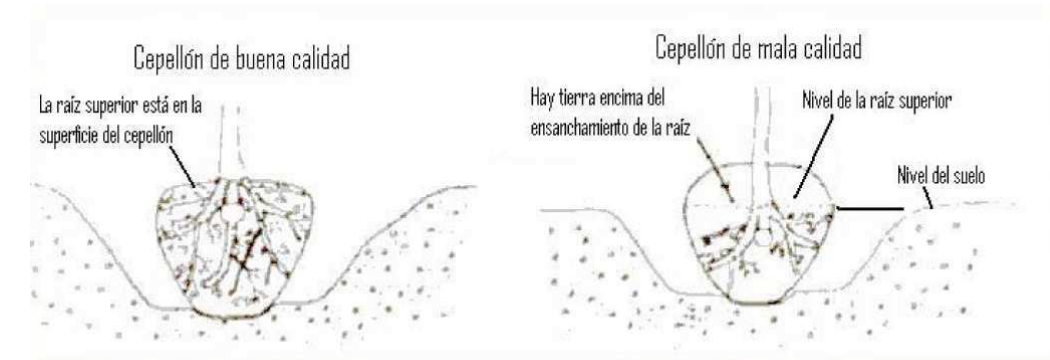 Cepellón de buena calidad
La raíz superior está en la
superficie del cepellón
Cepellón de mala calidad
Hay tierra encima del
ensanchamiento de la raíz
Nivel de la raíz superior
Nivel del suelo